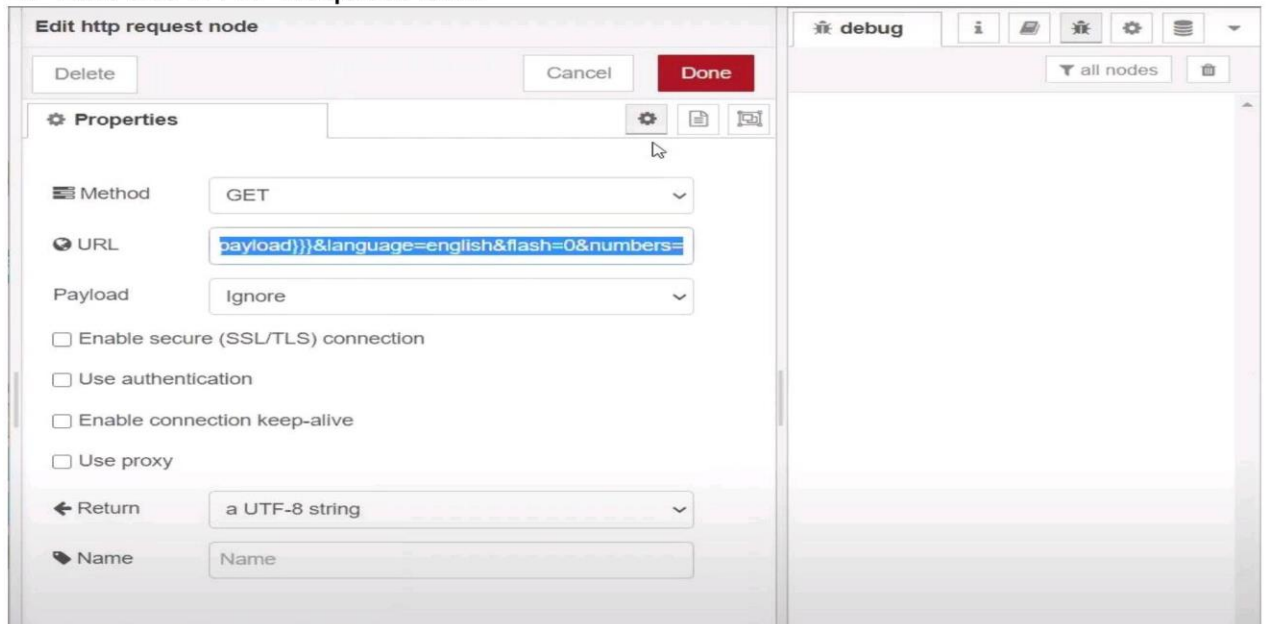 Edit http request node
debug
Delete
Cancel
Done
all nodes
Properties
Method
GET
URL
payload}}}&language=english&flash=0&numbers=
Payload
Ignore
Enable secure (SSL/TLS) connection
Use authentication
Enable connection keep-alive
Use proxy
Return
a UTF-8 string
Name
Name